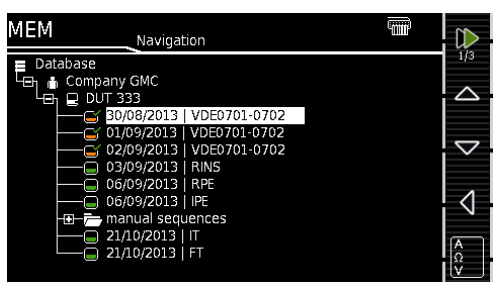 MEM
Navigation
1/3
Database
Company GMC
DUT 333
30/08/2013 | VDE0701-0702
01/09/2013 | VDE0701-0702
02/09/2013 | VDE0701-0702
03/09/2013 | RINS
06/09/2013 | RPE
06/09/2013 | IPE
manual sequences
21/10/2013 | IT
21/10/2013 | FT
A
Ω
V